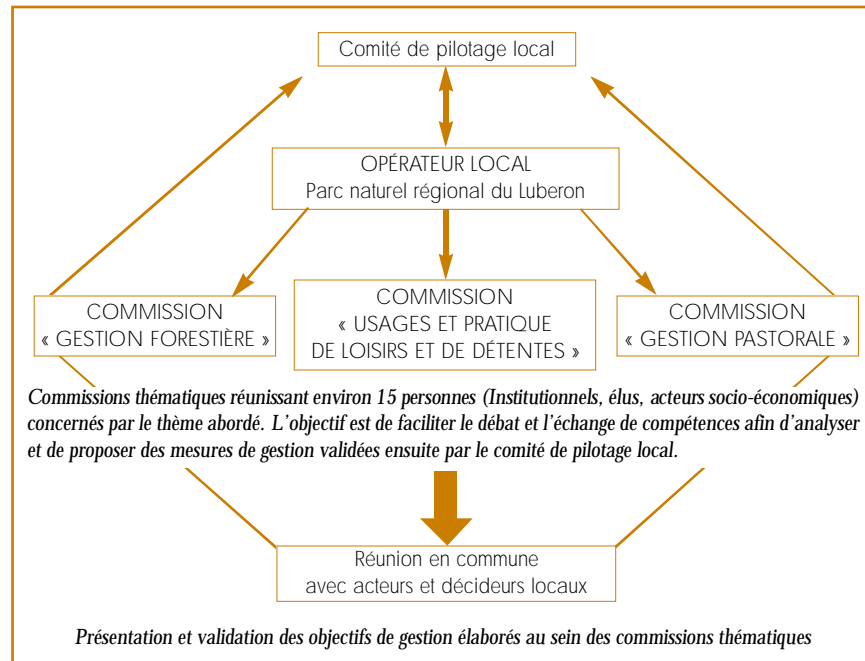 Comité de pilotage local
OPÉRATEUR LOCAL
Parc naturel régional du Luberon
COMMISSION
« GESTION FORESTIÈRE »
COMMISSION
« USAGES ET PRATIQUE
DE LOISIRS ET DE DÉTENTES »
COMMISSION
« GESTION PASTORALE »
Commissions thématiques réunissant environ 15 personnes (Institutionnels, élus, acteurs socio-économiques)
concernés par le thème abordé. L'objectif est de faciliter le débat et l'échange de compétences afin d'analyser
et de proposer des mesures de gestion validées ensuite par le comité de pilotage local.
Réunion en commune
avec acteurs et décideurs locaux
Présentation et validation des objectifs de gestion élaborés au sein des commissions thématiques